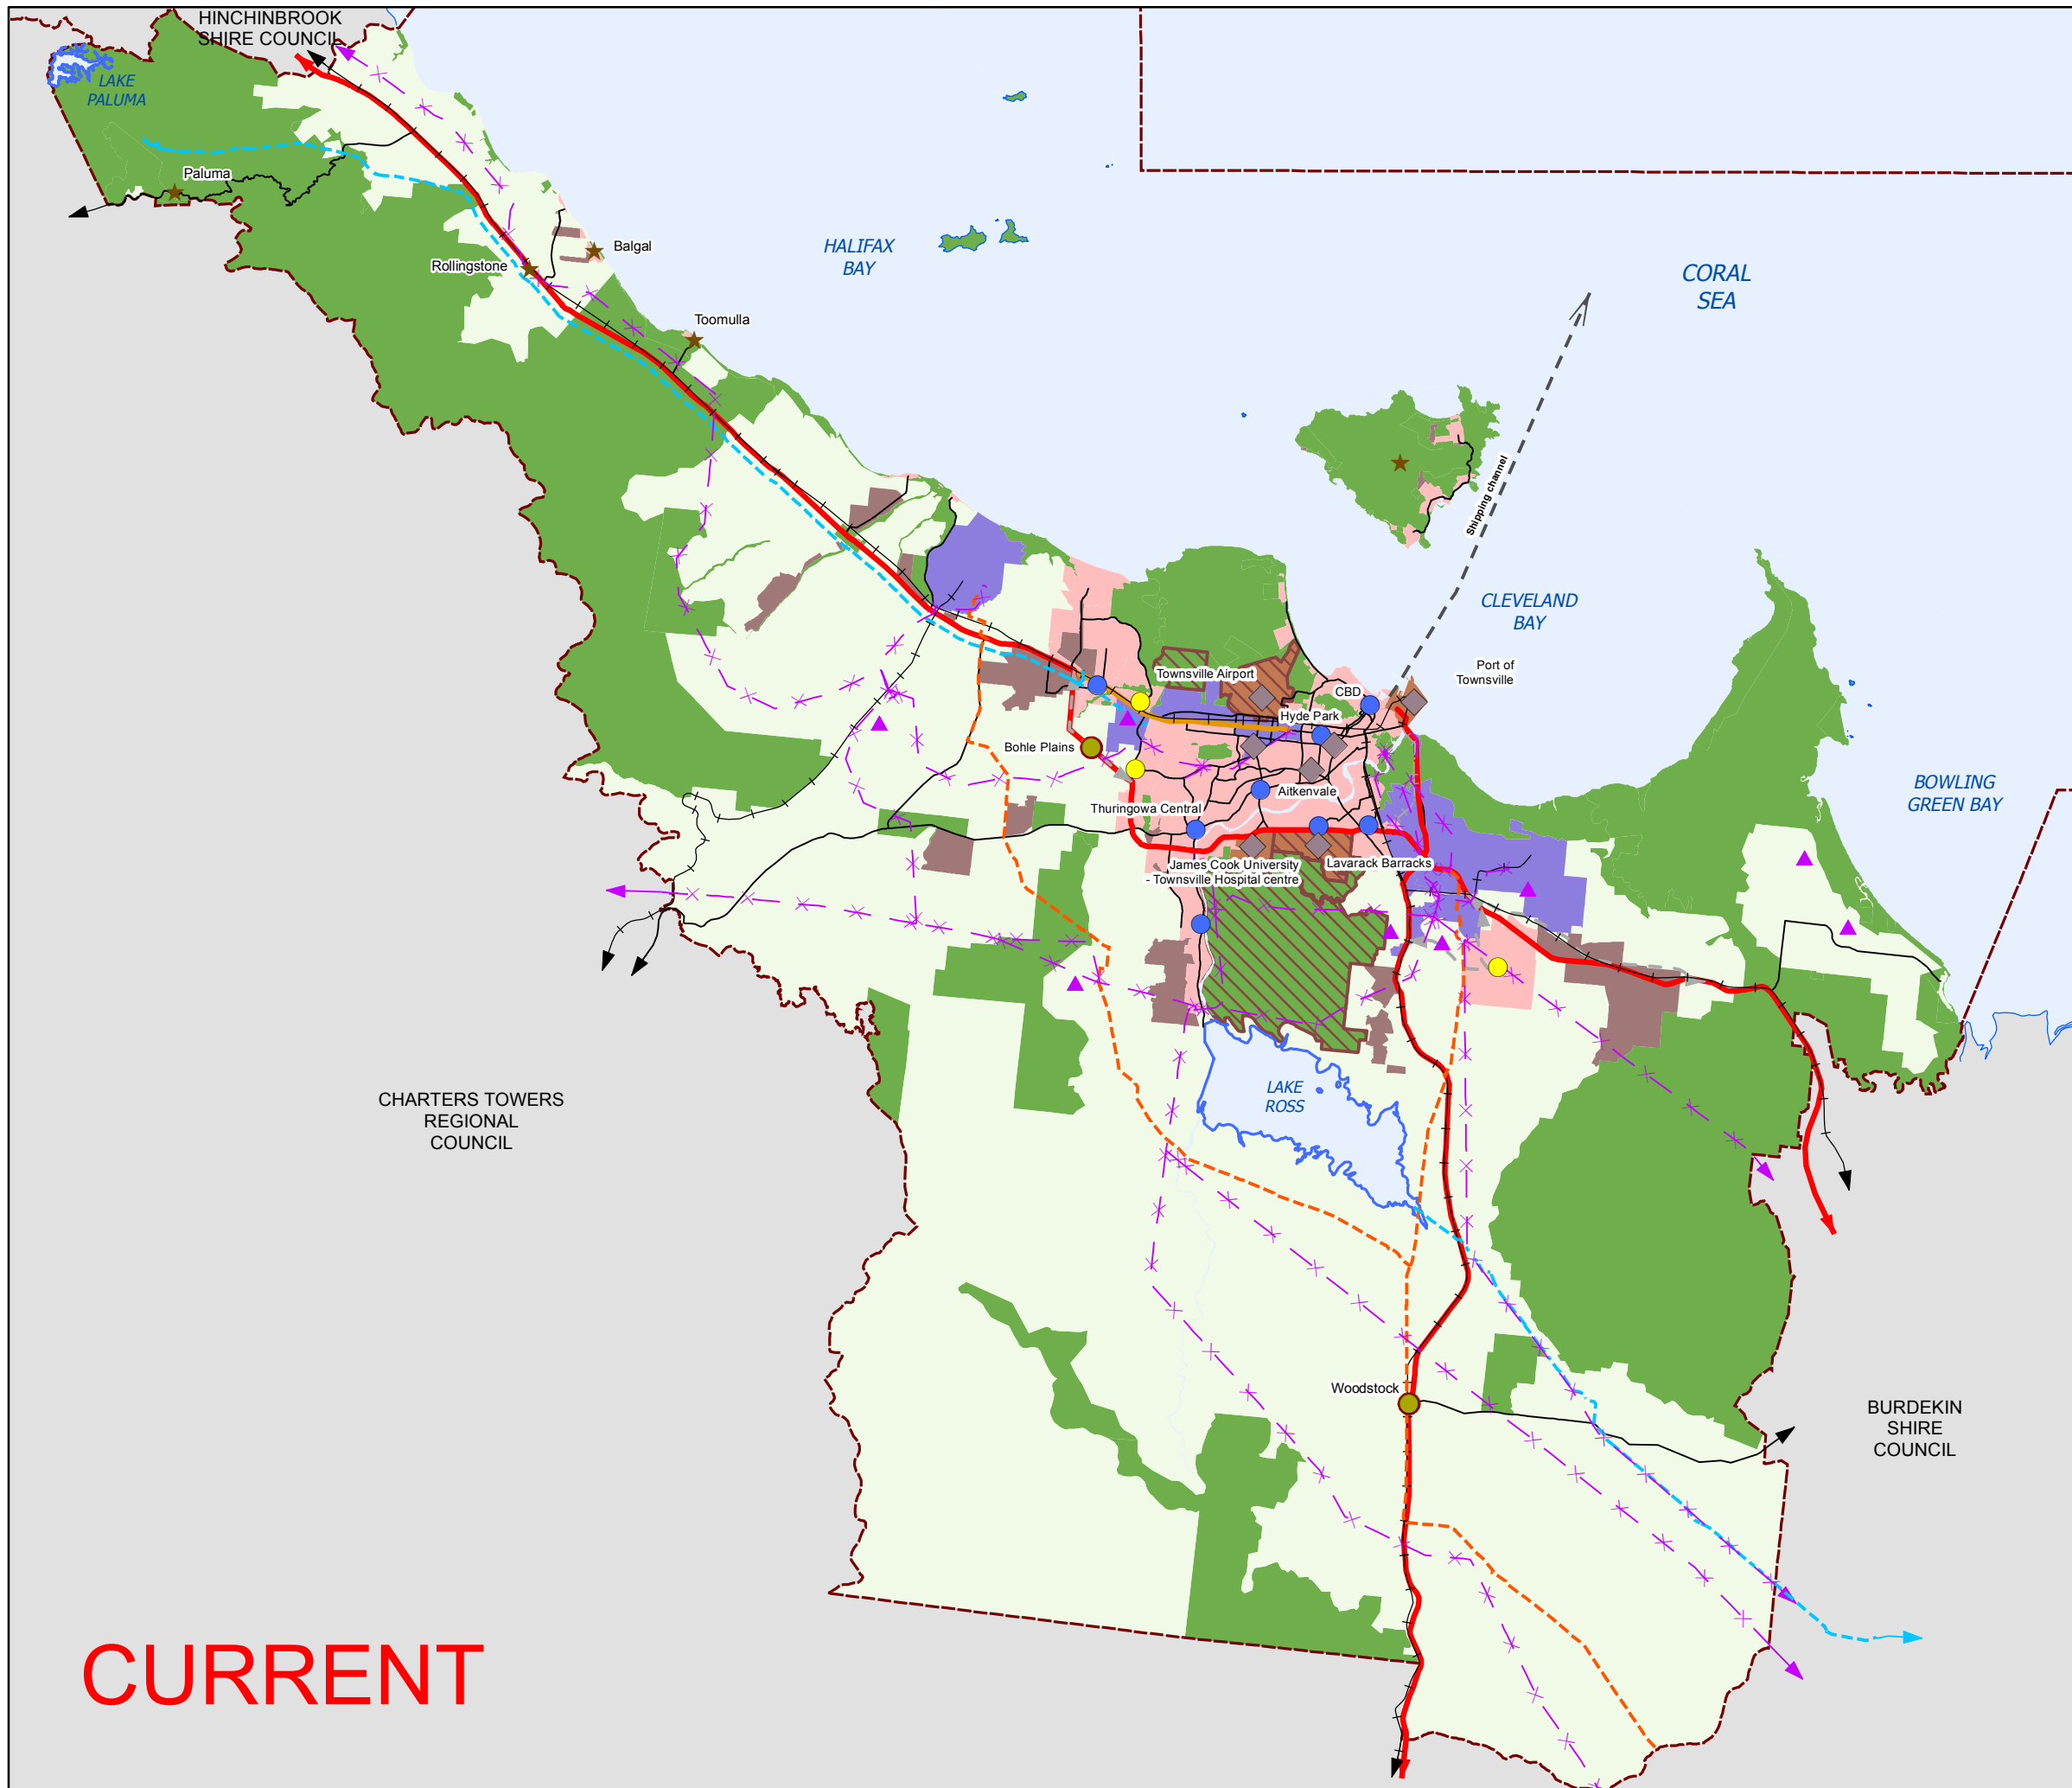 HINCHINBROOK
SHIRE COUNCIL
LAKE
PALUMA
Paluma
Balgal
Rollingstone
HALIFAX
BAY
CORAL
SEA
Toomulla
Shipping channel
CLEVELAND
BAY
Port of
Townsville
Townsville Airport
CBD
Hyde Park
Bohle Plains
BOWLING
GREEN BAY
Aitkenvale
Thuringowa Central
James Cook University
- Townsville Hospital centre
Lavarack Barracks
LAKE
ROSS
CHARTERS TOWERS
REGIONAL
COUNCIL
Woodstock
BURDEKIN
SHIRE
COUNCIL
CURRENT